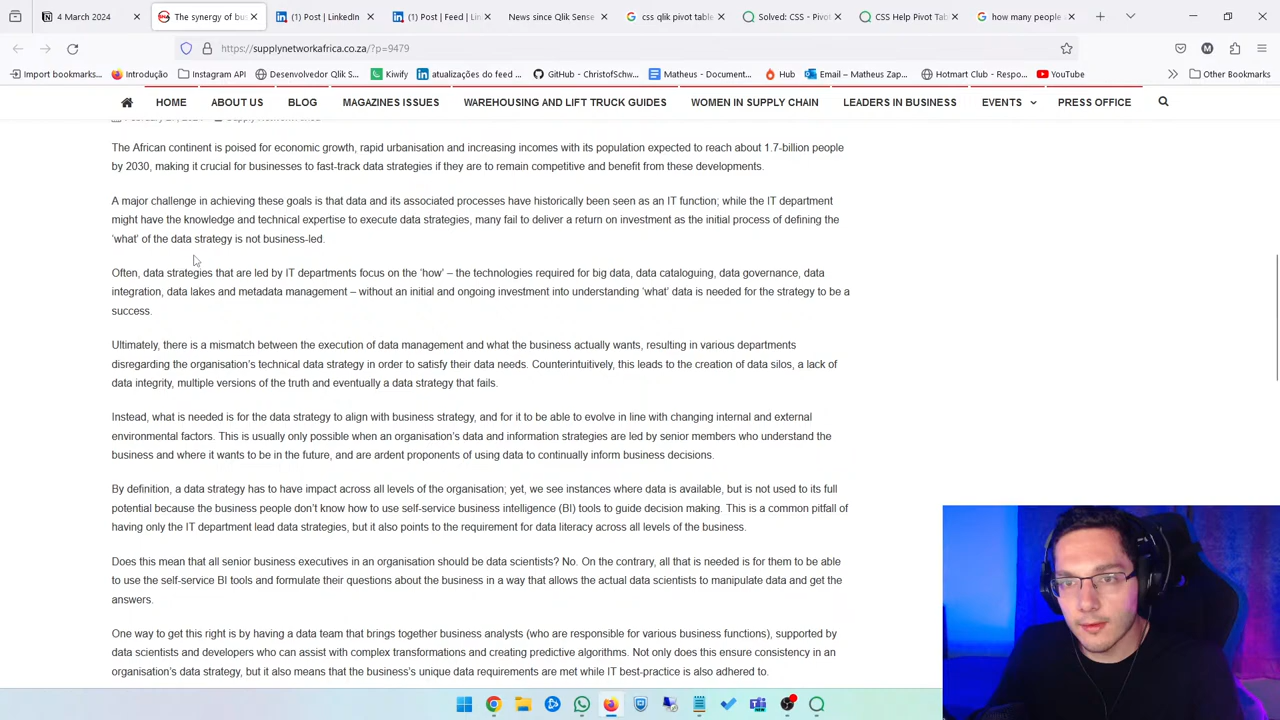 4 March 2024
The synergy of bus
(1) Post | LinkedIn
(1) Post | Feed | Lin
News since Qlik Sense
css qlik pivot table
Solved: CSS - Pivot
CSS Help Pivot Tab
how many people
https://supplynetworkafrica.co.za/?p=9479
Import bookmarks...
Introdução
Instagram API
Desenvolvedor Qlik S...
Kiwify
atualizações do feed ...
GitHub - ChristofSchw...
Matheus - Document...
Hub
Email – Matheus Zap...
Hotmart Club - Respo...
YouTube
Other Bookmarks
HOME
ABOUT US
BLOG
MAGAZINES ISSUES
WAREHOUSING AND LIFT TRUCK GUIDES
WOMEN IN SUPPLY CHAIN
LEADERS IN BUSINESS
EVENTS
PRESS OFFICE
The African continent is poised for economic growth, rapid urbanisation and increasing incomes with its population expected to reach about 1.7-billion people
by 2030, making it crucial for businesses to fast-track data strategies if they are to remain competitive and benefit from these developments.
A major challenge in achieving these goals is that data and its associated processes have historically been seen as an IT function; while the IT department
might have the knowledge and technical expertise to execute data strategies, many fail to deliver a return on investment as the initial process of defining the
‘what’ of the data strategy is not business-led.
Often, data strategies that are led by IT departments focus on the ‘how’ – the technologies required for big data, data cataloguing, data governance, data
integration, data lakes and metadata management – without an initial and ongoing investment into understanding ‘what’ data is needed for the strategy to be a
success.
Ultimately, there is a mismatch between the execution of data management and what the business actually wants, resulting in various departments
disregarding the organisation’s technical data strategy in order to satisfy their data needs. Counterintuitively, this leads to the creation of data silos, a lack of
data integrity, multiple versions of the truth and eventually a data strategy that fails.
Instead, what is needed is for the data strategy to align with business strategy, and for it to be able to evolve in line with changing internal and external
environmental factors. This is usually only possible when an organisation’s data and information strategies are led by senior members who understand the
business and where it wants to be in the future, and are ardent proponents of using data to continually inform business decisions.
By definition, a data strategy has to have impact across all levels of the organisation; yet, we see instances where data is available, but is not used to its full
potential because the business people don’t know how to use self-service business intelligence (BI) tools to guide decision making. This is a common pitfall of
having only the IT department lead data strategies, but it also points to the requirement for data literacy across all levels of the business.
Does this mean that all senior business executives in an organisation should be data scientists? No. On the contrary, all that is needed is for them to be able
to use the self-service BI tools and formulate their questions about the business in a way that allows the actual data scientists to manipulate data and get the
answers.
One way to get this right is by having a data team that brings together business analysts (who are responsible for various business functions), supported by
data scientists and developers who can assist with complex transformations and creating predictive algorithms. Not only does this ensure consistency in an
organisation’s data strategy, but it also means that the business’s unique data requirements are met while IT best-practice is also adhered to.